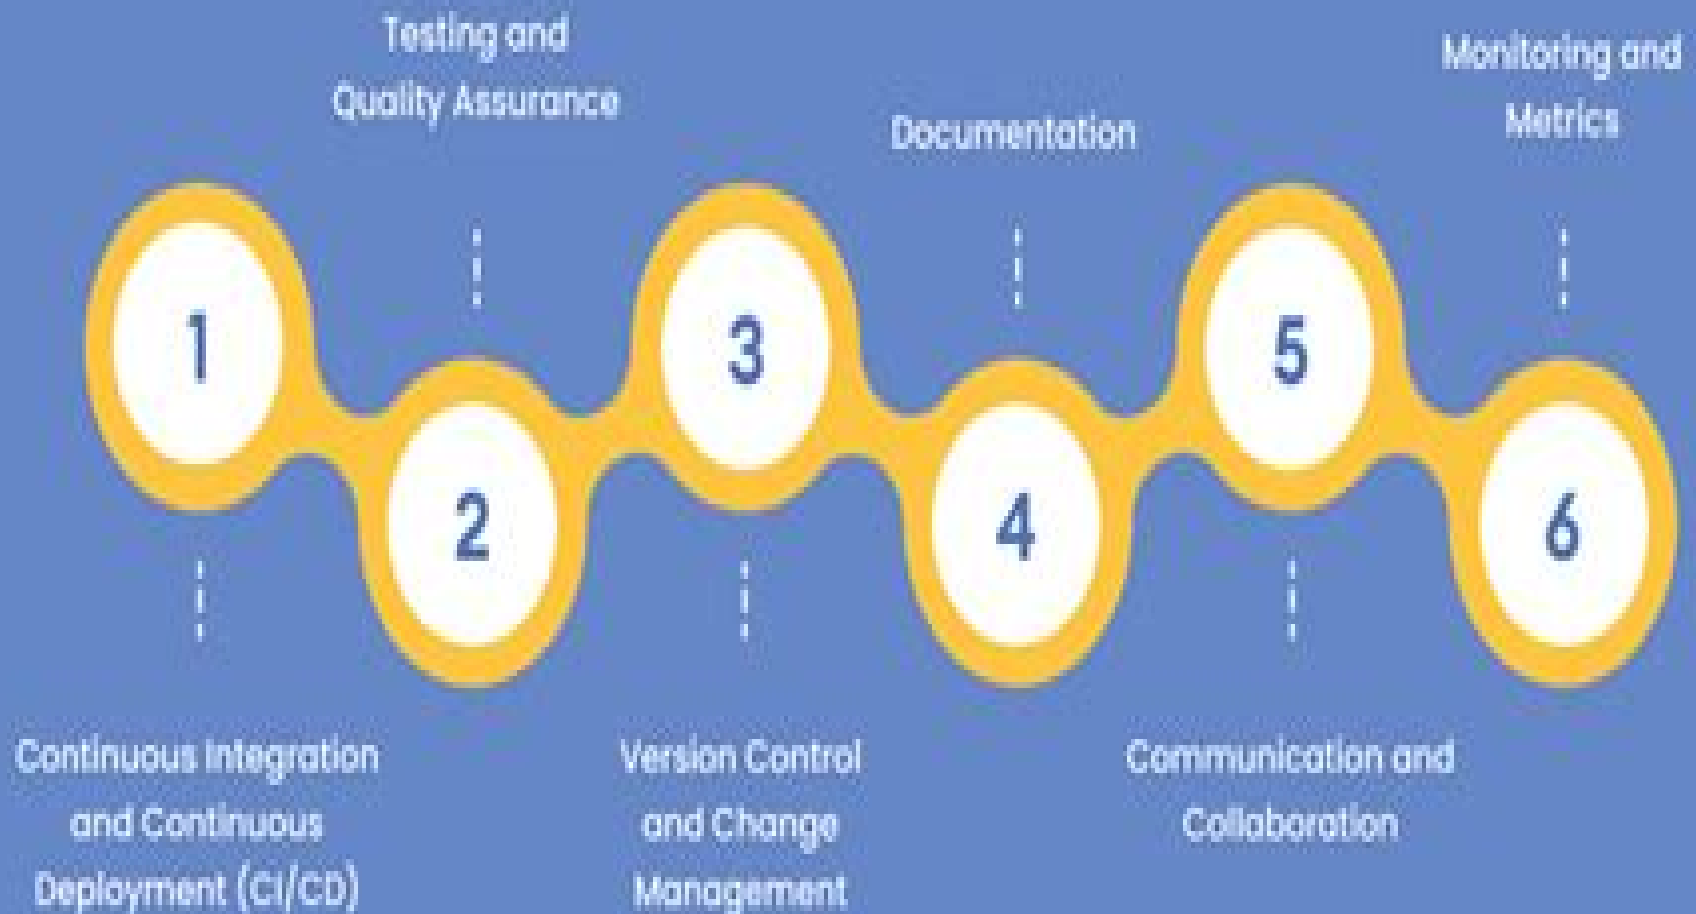 1
Continuous Integration
and Continuous
Deployment (CI/CD)
Testing and
Quality Assurance
2
3
Version Control
and Change
Management
Documentation
4
5
Communication and
Collaboration
Monitoring and
Metrics
6